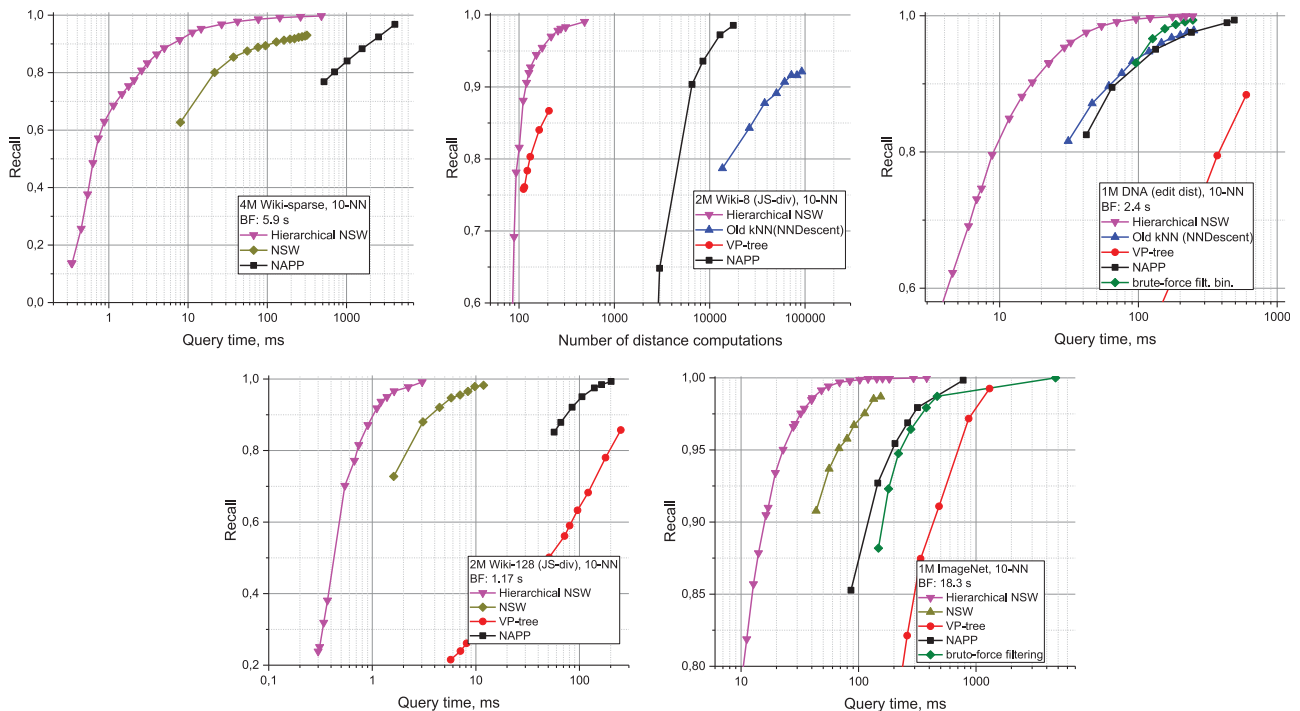 1,0
0,8
0,6
0,4
0,2
0,0
Recall
0,1
1
10
100
1000
Query time, ms
4M Wiki-sparse, 10-NN
BF: 5.9 s
Hierarchical NSW
NSW
NAPP
1,0
0,9
0,8
0,7
0,6
Recall
100
1000
10000
100000
Number of distance computations
2M Wiki-8 (JS-div), 10-NN
Hierarchical NSW
Old kNN(NNDescent)
VP-tree
NAPP
1,0
0,8
0,6
Recall
10
100
1000
Query time, ms
1M DNA (edit dist), 10-NN
BF: 2.4 s
Hierarchical NSW
Old kNN (NNDescent)
VP-tree
NAPP
brute-force filt. bin.
1,0
0,8
0,6
0,4
0,2
Recall
0,1
1
10
100
Query time, ms
2M Wiki-128 (JS-div), 10-NN
BF: 1.17 s
Hierarchical NSW
NSW
VP-tree
NAPP
1,00
0,95
0,90
0,85
0,80
Recall
10
100
1000
Query time, ms
1M ImageNet, 10-NN
BF: 18.3 s
Hierarchical NSW
NSW
VP-tree
NAPP
bruto-force filtering